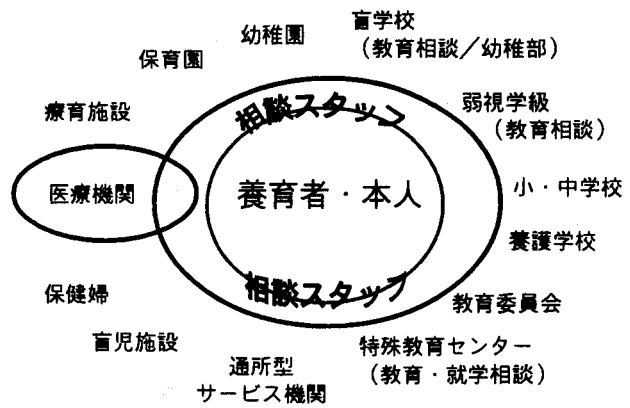 幼稚園
盲学校
(教育相談/幼稚部)
保育園
相談スタッフ
弱視学級
(教育相談)
療育施設
医療機関
養育者・本人
小・中学校
養護学校
相談スタッフ
保健婦
教育委員会
盲児施設
特殊教育センター
(教育・就学相談)
通所型
サービス機関